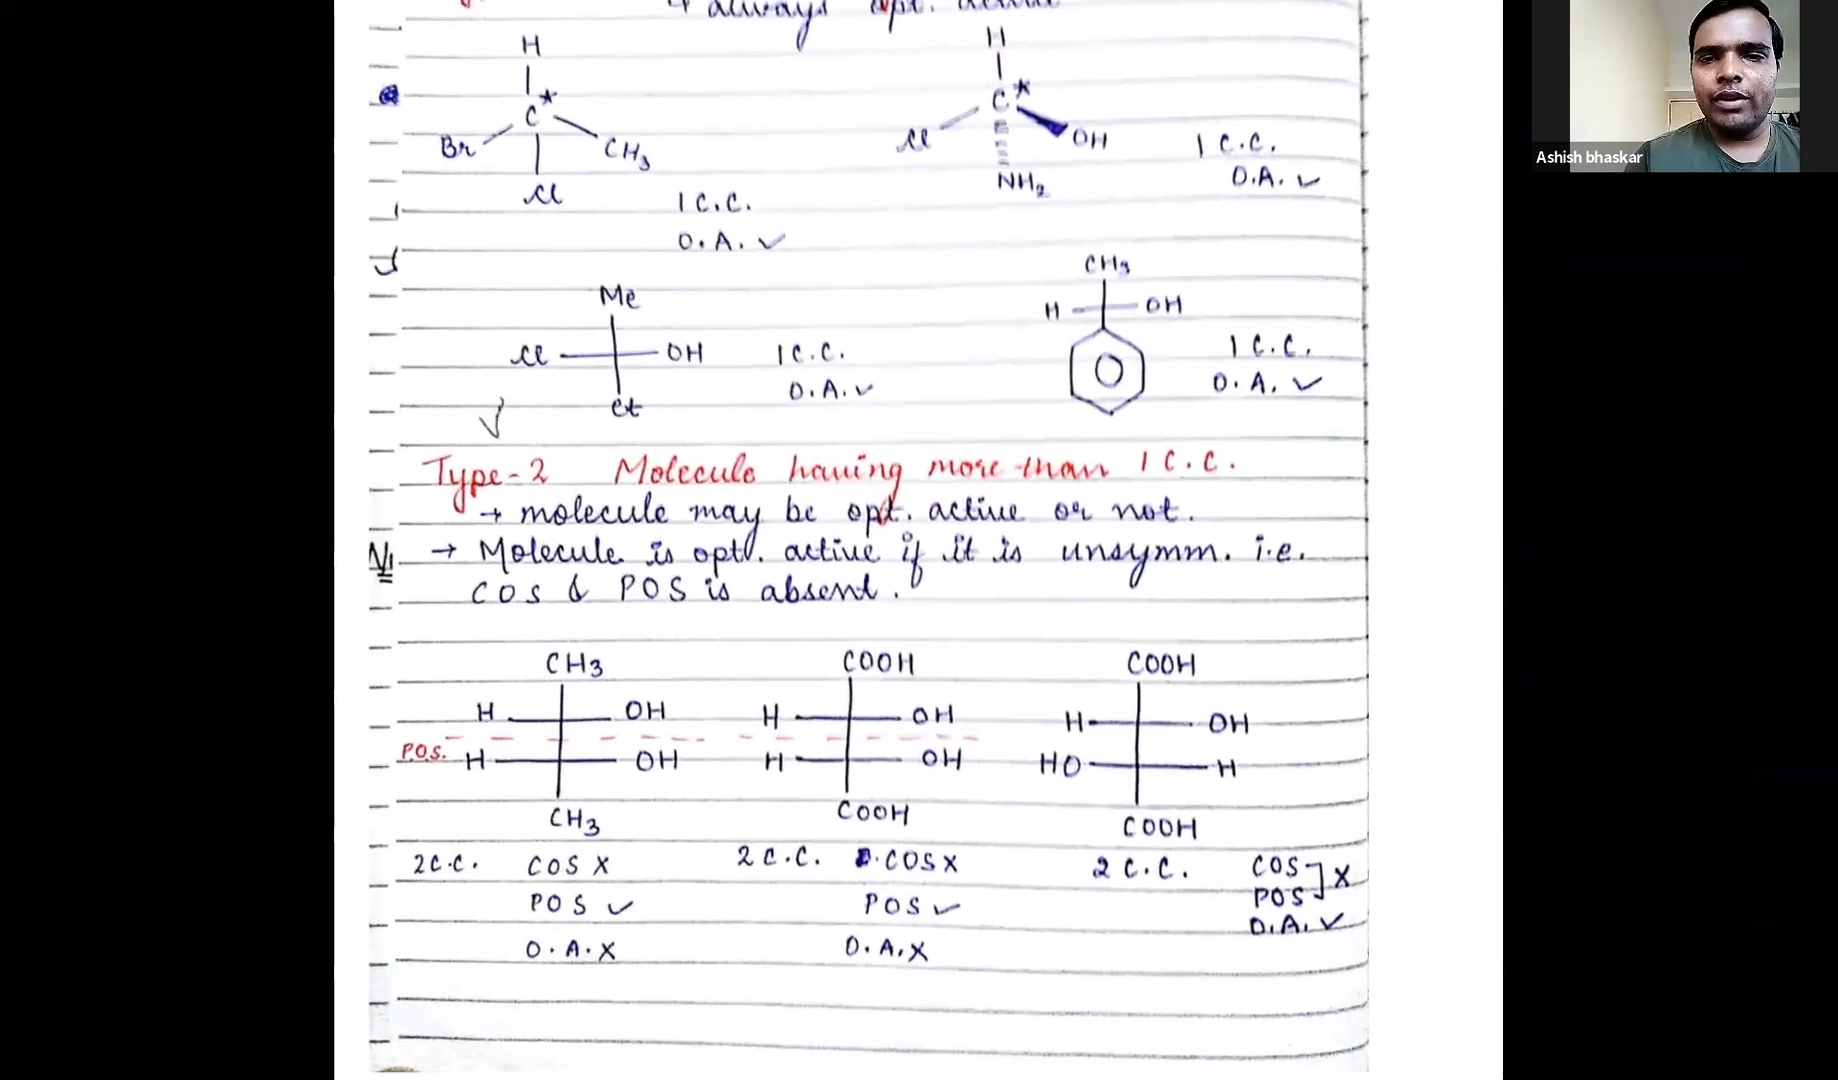 ↳ always opt. active
H
C*
Br
CH3
Cl
1 C.C.
O.A. ✓
H
C*
Cl
OH
NH2
1 C.C.
O.A. ✓
Ashish bhaskar
Me
Cl OH
Et
1 C.C.
O.A. ✓
CH3
H OH
1 C.C.
O.A. ✓
Type-2 Molecule having more than 1 C.C.
→ molecule may be opt. active or not.
→ Molecule is optl. active if it is unsymm. i.e.
COS & POS is absent.
CH3
H OH
P.O.S.
H OH
CH3
2 C.C. COS X
POS ✓
O.A. X
COOH
H OH
H OH
COOH
2 C.C. COS X
POS ✓
O.A. X
COOH
H OH
HO H
COOH
2 C.C. COS
POS ] X
O.A. ✓